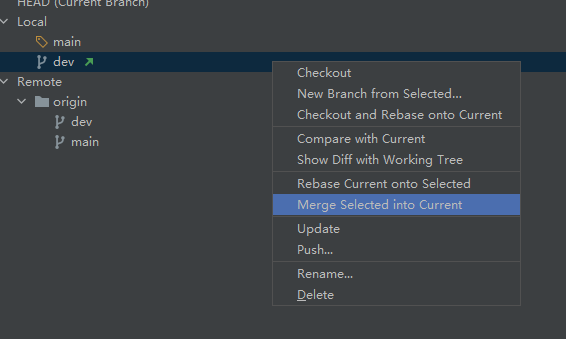 HEAD (Current Branch)
Local
main
dev
Remote
origin
dev
main
Checkout
New Branch from Selected...
Checkout and Rebase onto Current
Compare with Current
Show Diff with Working Tree
Rebase Current onto Selected
Merge Selected into Current
Update
Push...
Rename...
Delete